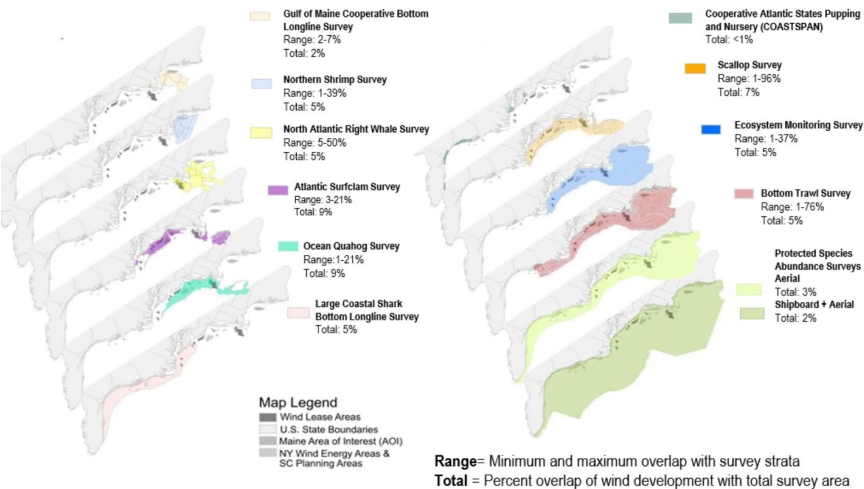 Gulf of Maine Cooperative Bottom
Longline Survey
Range: 2-7%
Total: 2%
Northern Shrimp Survey
Range: 1-39%
Total: 5%
North Atlantic Right Whale Survey
Range: 5-50%
Total: 5%
Atlantic Surfclam Survey
Range: 3-21%
Total: 9%
Ocean Quahog Survey
Range:1-21%
Total: 9%
Large Coastal Shark
Bottom Longline Survey
Total: 5%
Map Legend
Wind Lease Areas
U.S. State Boundaries
Maine Area of Interest (AOI)
NY Wind Energy Areas &
SC Planning Areas
Cooperative Atlantic States Pupping
and Nursery (COASTSPAN)
Total: <1%
Scallop Survey
Range: 1-96%
Total: 7%
Ecosystem Monitoring Survey
Range: 1-37%
Total: 5%
Bottom Trawl Survey
Range: 1-76%
Total: 5%
Protected Species
Abundance Surveys
Aerial
Total: 3%
Shipboard + Aerial
Total: 2%
Range= Minimum and maximum overlap with survey strata
Total = Percent overlap of wind development with total survey area